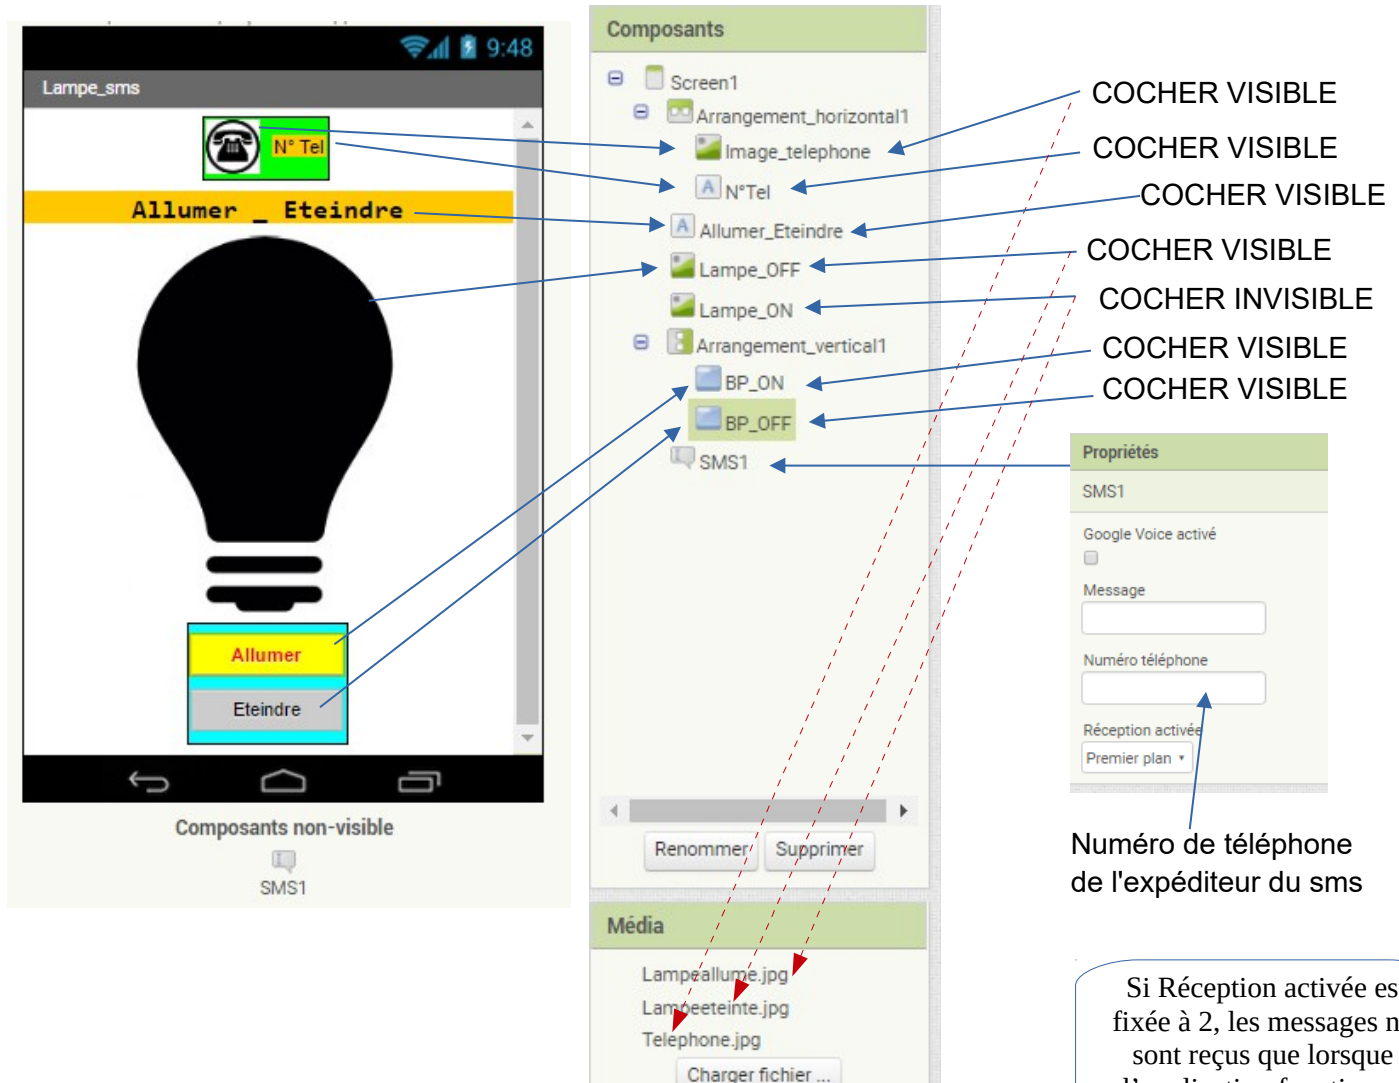 9:48
Lampe_sms
N° Tel
Allumer _ Eteindre
Allumer
Eteindre
Composants non-visible
SMS1
Composants
Screen1
Arrangement_horizontal1
Image_telephone
N°Tel
Allumer_Eteindre
Lampe_OFF
Lampe_ON
Arrangement_vertical1
BP_ON
BP_OFF
SMS1
Renommer
Supprimer
Média
Lampeallume.jpg
Lampeeteinte.jpg
Telephone.jpg
Charger fichier ...
COCHER VISIBLE
COCHER VISIBLE
COCHER VISIBLE
COCHER VISIBLE
COCHER INVISIBLE
COCHER VISIBLE
COCHER VISIBLE
Propriétés
SMS1
Google Voice activé
Message
Numéro téléphone
Réception activée
Premier plan
Numéro de téléphone
de l'expéditeur du sms
Si Réception activée es
fixée à 2, les messages n
sont reçus que lorsque